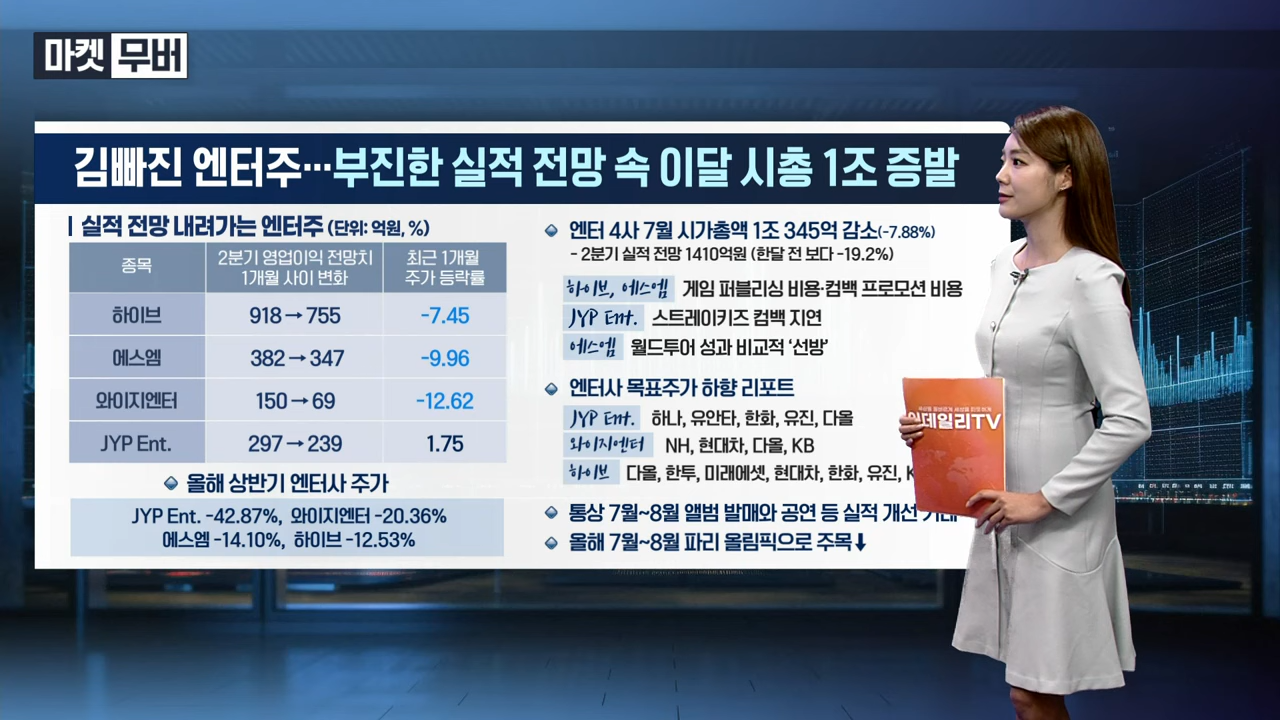 마켓 무버
김빠진 엔터주…부진한 실적 전망 속 이달 시총 1조 증발
실적 전망 내려가는 엔터주 (단위: 억원, %)
종목 2분기 영업이익 전망치 1개월 사이 변화 최근 1개월 주가 등락률
하이브 918→755 -7.45
에스엠 382→347 -9.96
와이지엔터 150→69 -12.62
JYP Ent. 297→239 1.75
올해 상반기 엔터사 주가
JYP Ent. -42.87%, 와이지엔터 -20.36%
에스엠 -14.10%, 하이브 -12.53%
엔터 4사 7월 시가총액 1조 345억 감소(-7.88%)
- 2분기 실적 전망 1410억원 (한달 전 보다 -19.2%)
하이브, 에스엠 게임 퍼블리싱 비용·컴백 프로모션 비용
JYP Ent. 스트레이키즈 컴백 지연
에스엠 월드투어 성과 비교적 ‘선방’
엔터사 목표주가 하향 리포트
JYP Ent. 하나, 유안타, 한화, 유진, 다올
와이지엔터 NH, 현대차, 다올, KB
하이브 다올, 한투, 미래에셋, 현대차, 한화, 유진,
통상 7월~8월 앨범 발매와 공연 등 실적 개선
올해 7월~8월 파리 올림픽으로 주목↓
데일리TV